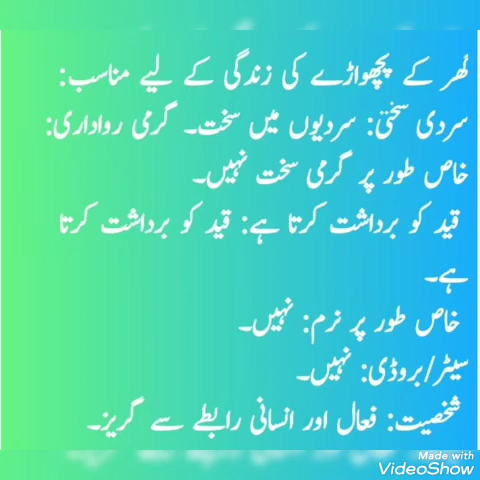 گھر کے پچھواڑے کی زندگی کے لیے مناسب:
سردی سختی: سردیوں میں سخت۔ گرمی رواداری:
خاص طور پر گرمی سخت نہیں۔
قید کو برداشت کرتا ہے: قید کو برداشت کرتا
ہے۔
خاص طور پر نرم: نہیں۔
سیٹر/بروڈی: نہیں۔
شخصیت: فعال اور انسانی رابطے سے گریز۔
Made with
VideoShow